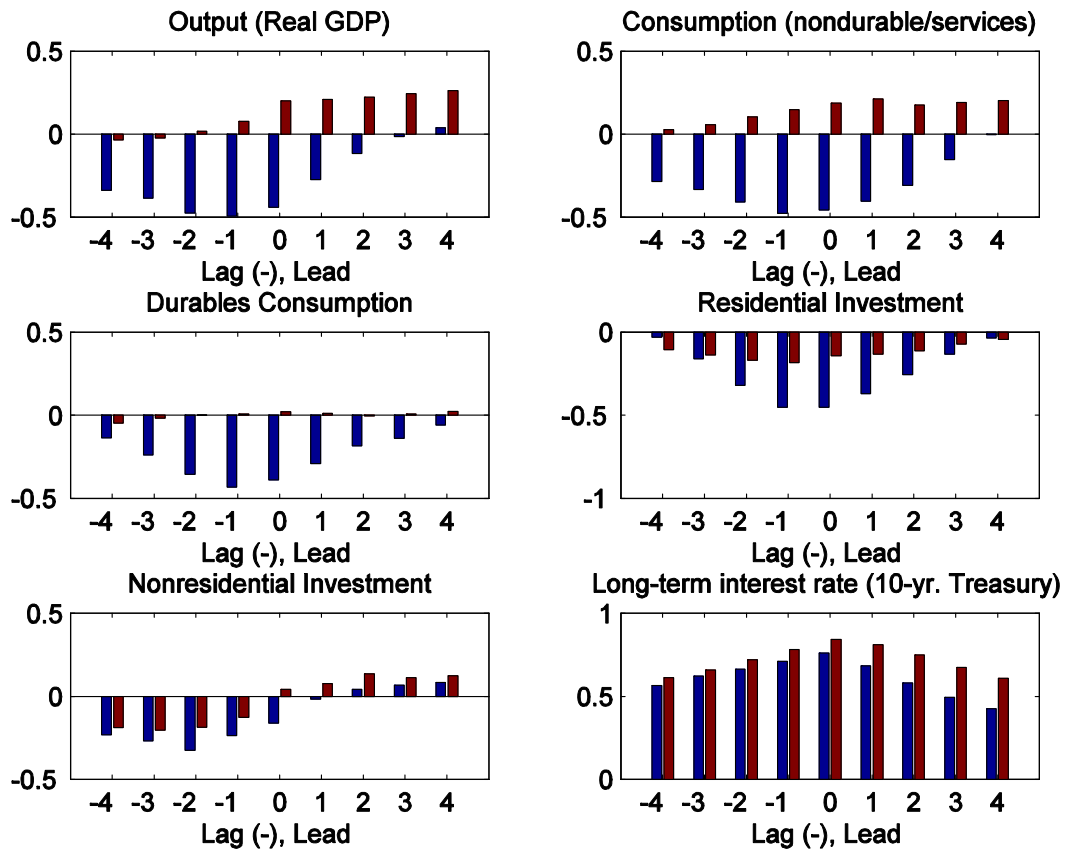 Output (Real GDP)
0.5
0
-0.5
-4 -3 -2 -1 0 1 2 3 4
Lag (-), Lead
Consumption (nondurable/services)
0.5
0
-0.5
-4 -3 -2 -1 0 1 2 3 4
Lag (-), Lead
Durables Consumption
0.5
0
-0.5
-4 -3 -2 -1 0 1 2 3 4
Lag (-), Lead
Residential Investment
0
-0.5
-1
-4 -3 -2 -1 0 1 2 3 4
Lag (-), Lead
Nonresidential Investment
0.5
0
-0.5
-4 -3 -2 -1 0 1 2 3 4
Lag (-), Lead
Long-term interest rate (10-yr. Treasury)
1
0.5
0
-4 -3 -2 -1 0 1 2 3 4
Lag (-), Lead